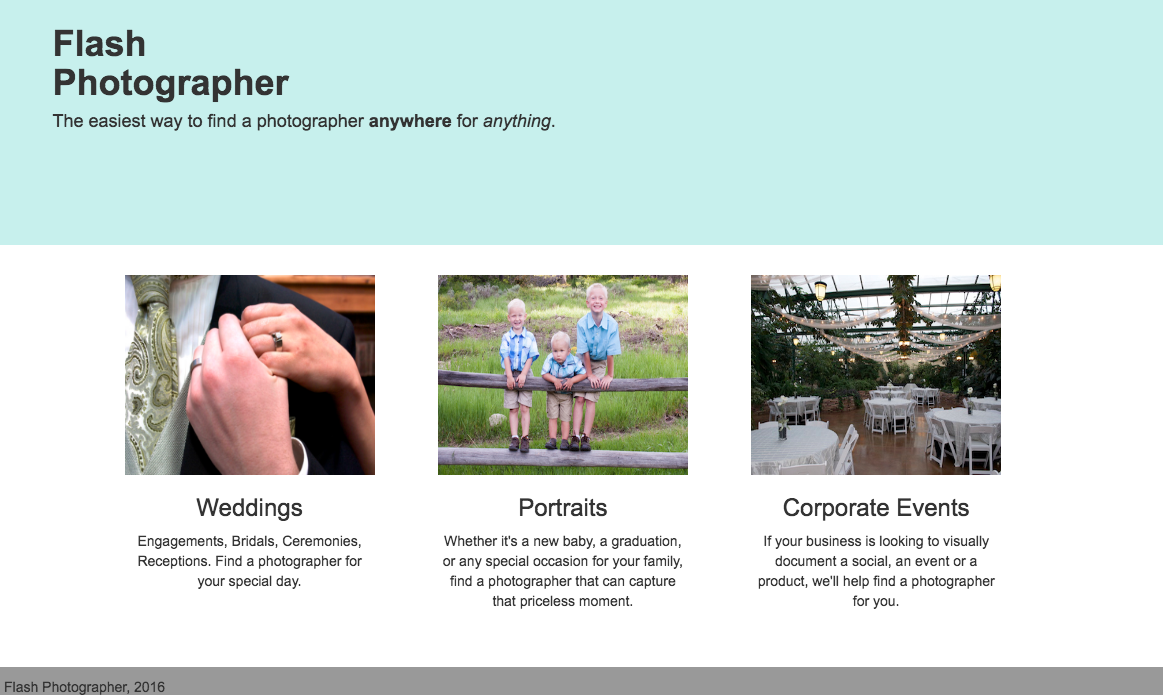 Flash
Photographer
The easiest way to find a photographer anywhere for anything.
Weddings
Engagements, Bridals, Ceremonies,
Receptions. Find a photographer for
your special day.
Portraits
Whether it's a new baby, a graduation,
or any special occasion for your family,
find a photographer that can capture
that priceless moment.
Corporate Events
If your business is looking to visually
document a social, an event or a
product, we'll help find a photographer
for you.
Flash Photographer, 2016